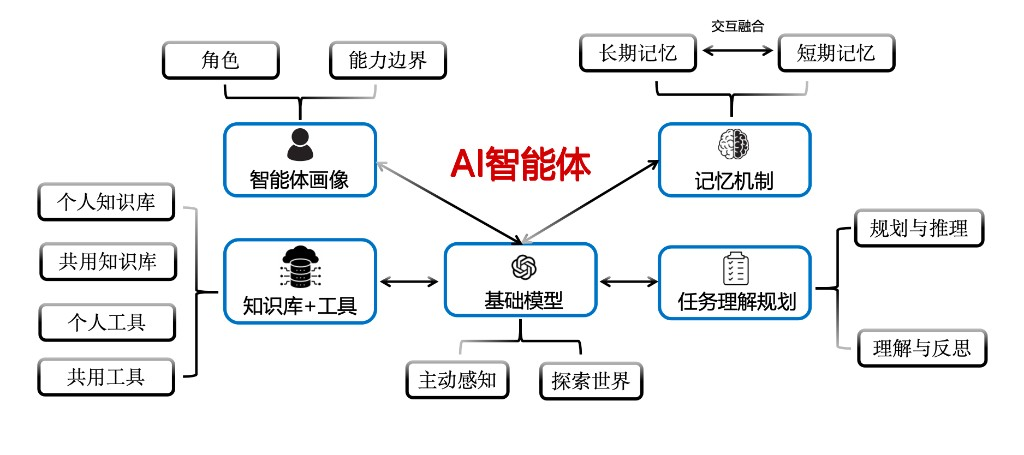 交互融合
角色
能力边界
长期记忆
短期记忆
AI智能体
智能体画像
记忆机制
个人知识库
共用知识库
个人工具
共用工具
知识库+工具
基础模型
任务理解规划
规划与推理
理解与反思
主动感知
探索世界